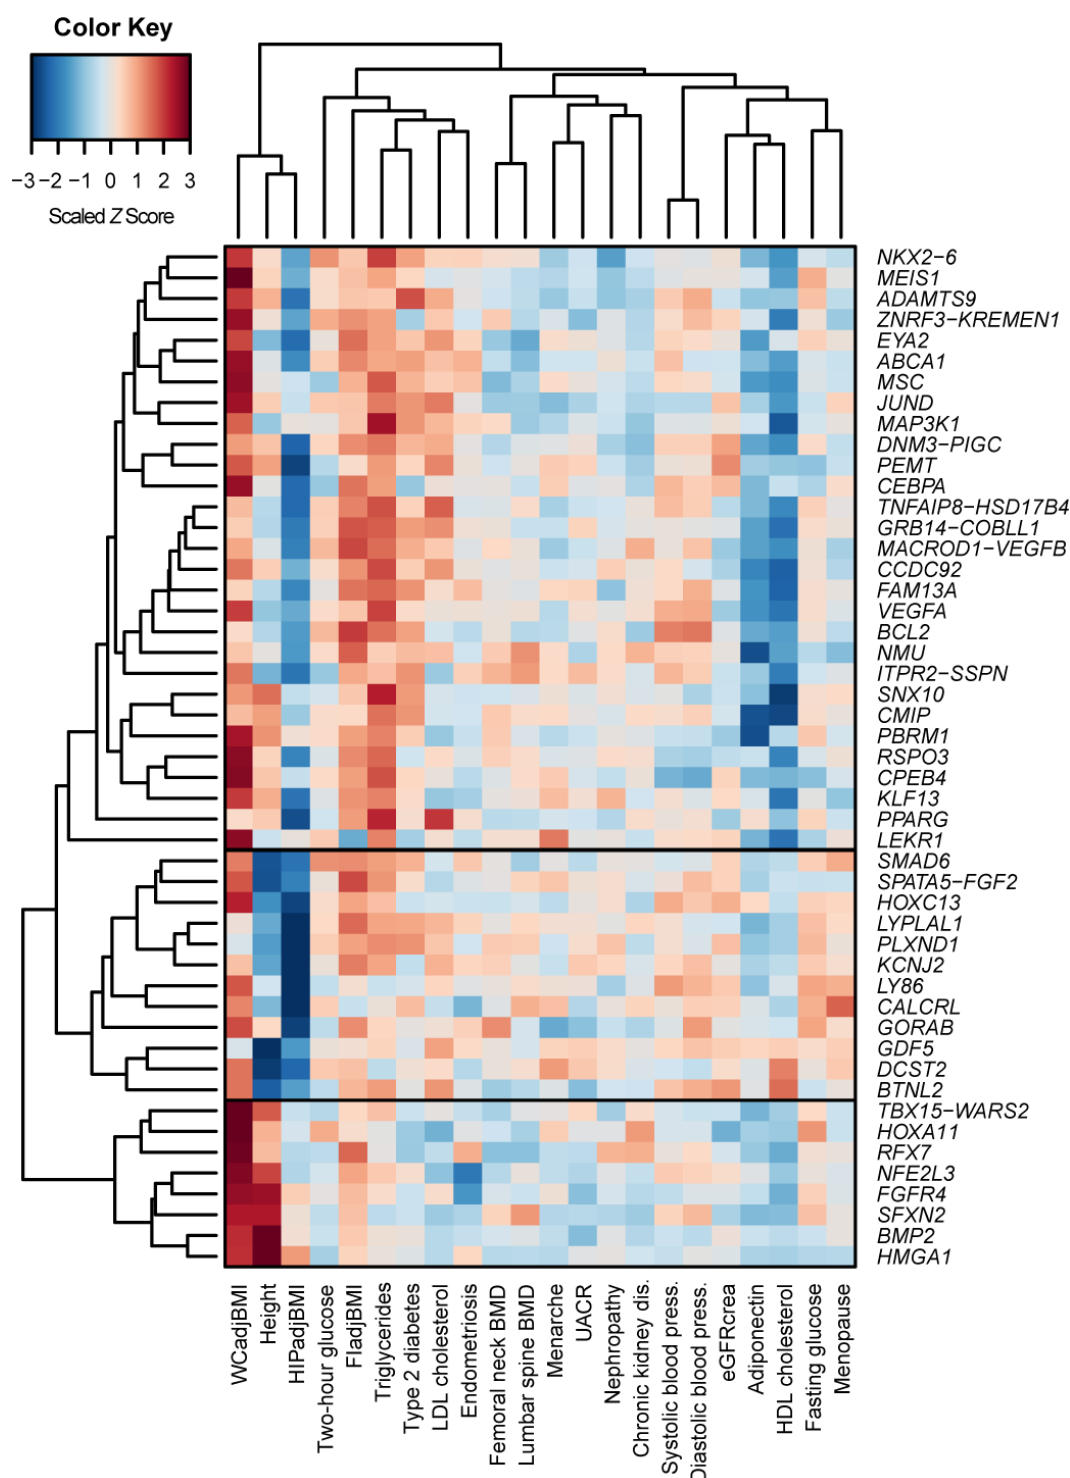 Color Key
−3 −2 −1 0 1 2 3
Scaled Z Score
NKX2−6
MEIS1
ADAMTS9
ZNRF3−KREMEN1
EYA2
ABCA1
MSC
JUND
MAP3K1
DNM3−PIGC
PEMT
CEBPA
TNFAIP8−HSD17B4
GRB14−COBLL1
MACROD1−VEGFB
CCDC92
FAM13A
VEGFA
BCL2
NMU
ITPR2−SSPN
SNX10
CMIP
PBRM1
RSPO3
CPEB4
KLF13
PPARG
LEKR1
SMAD6
SPATA5−FGF2
HOXC13
LYPLAL1
PLXND1
KCNJ2
LY86
CALCRL
GORAB
GDF5
DCST2
BTNL2
TBX15−WARS2
HOXA11
RFX7
NFE2L3
FGFR4
SFXN2
BMP2
HMGA1
WCadjBMI
Height
HIPadjBMI
Two−hour glucose
FIadjBMI
Triglycerides
Type 2 diabetes
LDL cholesterol
Endometriosis
Femoral neck BMD
Lumbar spine BMD
Menarche
UACR
Nephropathy
Chronic kidney dis.
Systolic blood press.
Diastolic blood press.
eGFRcrea
Adiponectin
HDL cholesterol
Fasting glucose
Menopause